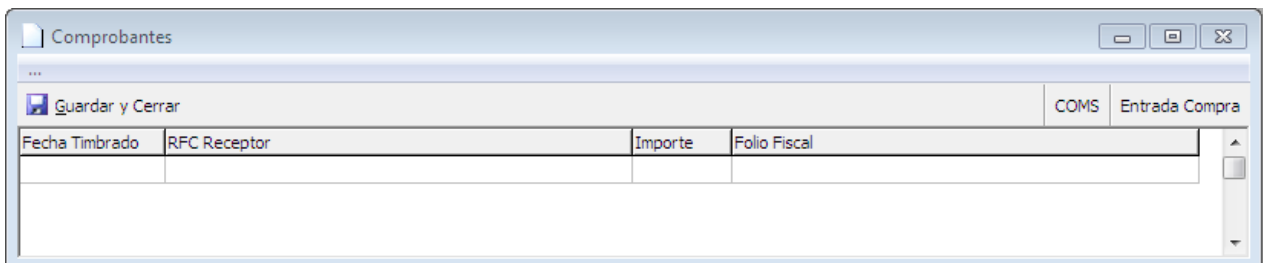 Comprobantes
...
Guardar y Cerrar COMS Entrada Compra
Fecha Timbrado RFC Receptor Importe Folio Fiscal